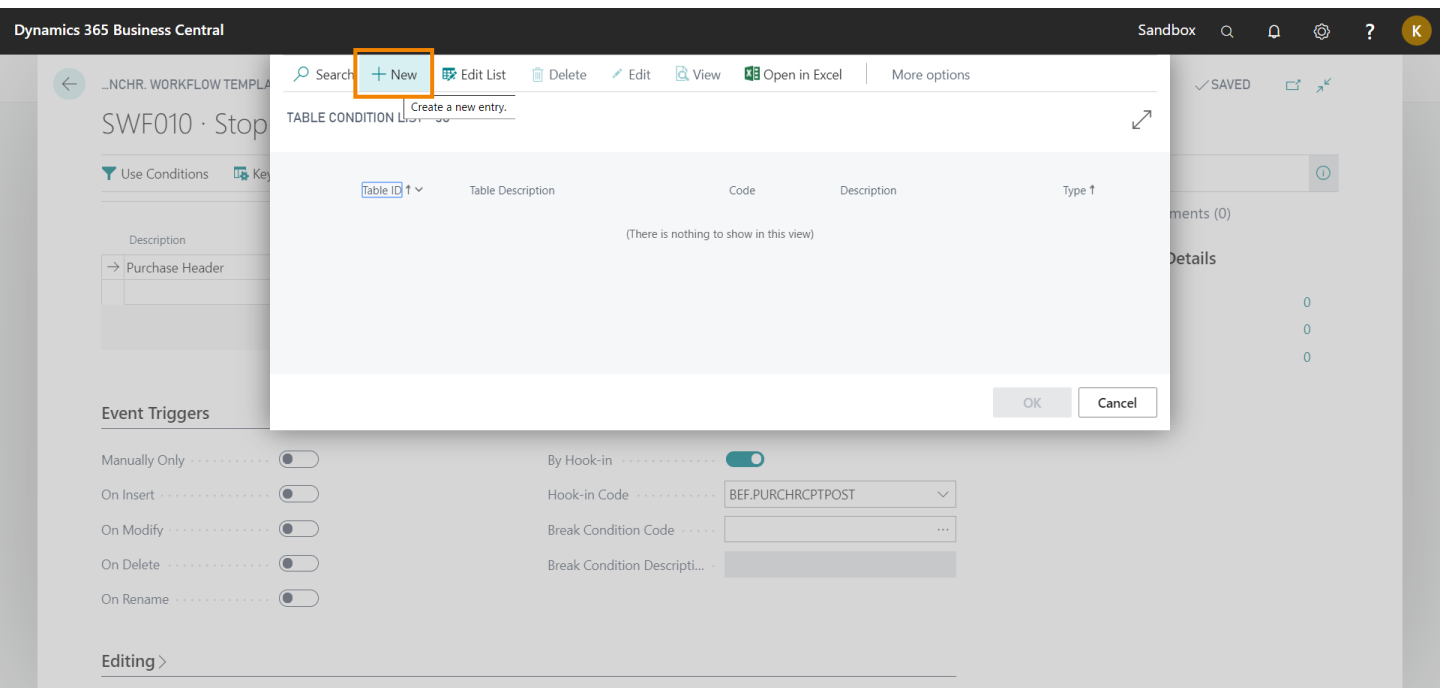 Dynamics 365 Business Central
Sandbox
?
K
Search
New
Edit List
Delete
Edit
View
Open in Excel
More options
Create a new entry.
TABLE CONDITION
...NCHR. WORKFLOW TEMPLA
SAVED
SWF010 · Stop
Use Conditions
Key
Table ID
Table Description
Code
Description
Type
(There is nothing to show in this view)
ments (0)
Description
Purchase Header
Details
0
0
0
OK
Cancel
Event Triggers
Manually Only
By Hook-in
On Insert
Hook-in Code
BEF.PURCHRCPTPOST
On Modify
Break Condition Code
...
On Delete
Break Condition Descripti...
On Rename
Editing